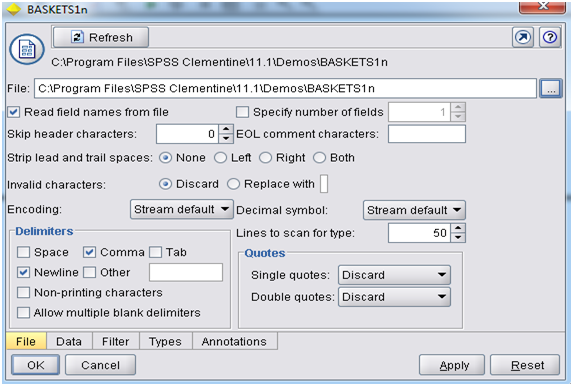 BASKETS1n
Refresh
C:\Program Files\SPSS Clementine\11.1\Demos\BASKETS1n
File: C:\Program Files\SPSS Clementine\11.1\Demos\BASKETS1n ...
Read field names from file Specify number of fields 1
Skip header characters: 0 EOL comment characters:
Strip lead and trail spaces: None Left Right Both
Invalid characters: Discard Replace with
Encoding: Stream default Decimal symbol: Stream default
Delimiters Lines to scan for type: 50
Space Comma Tab Quotes
Newline Other Single quotes: Discard
Non-printing characters Double quotes: Discard
Allow multiple blank delimiters
File Data Filter Types Annotations
OK Cancel Apply Reset